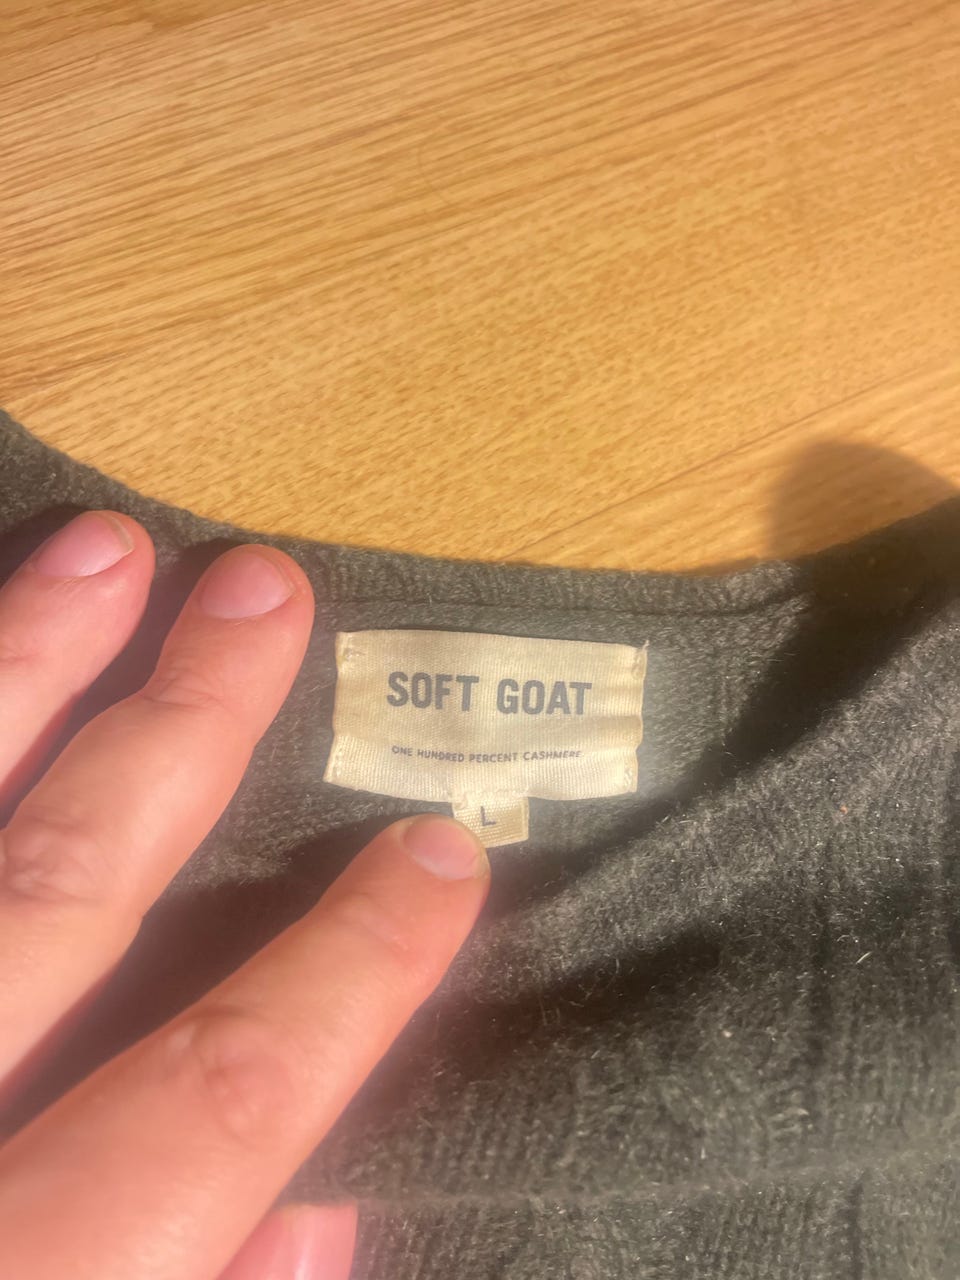 SOFT GOAT
ONE HUNDRED PERCENT CASHMERE
L